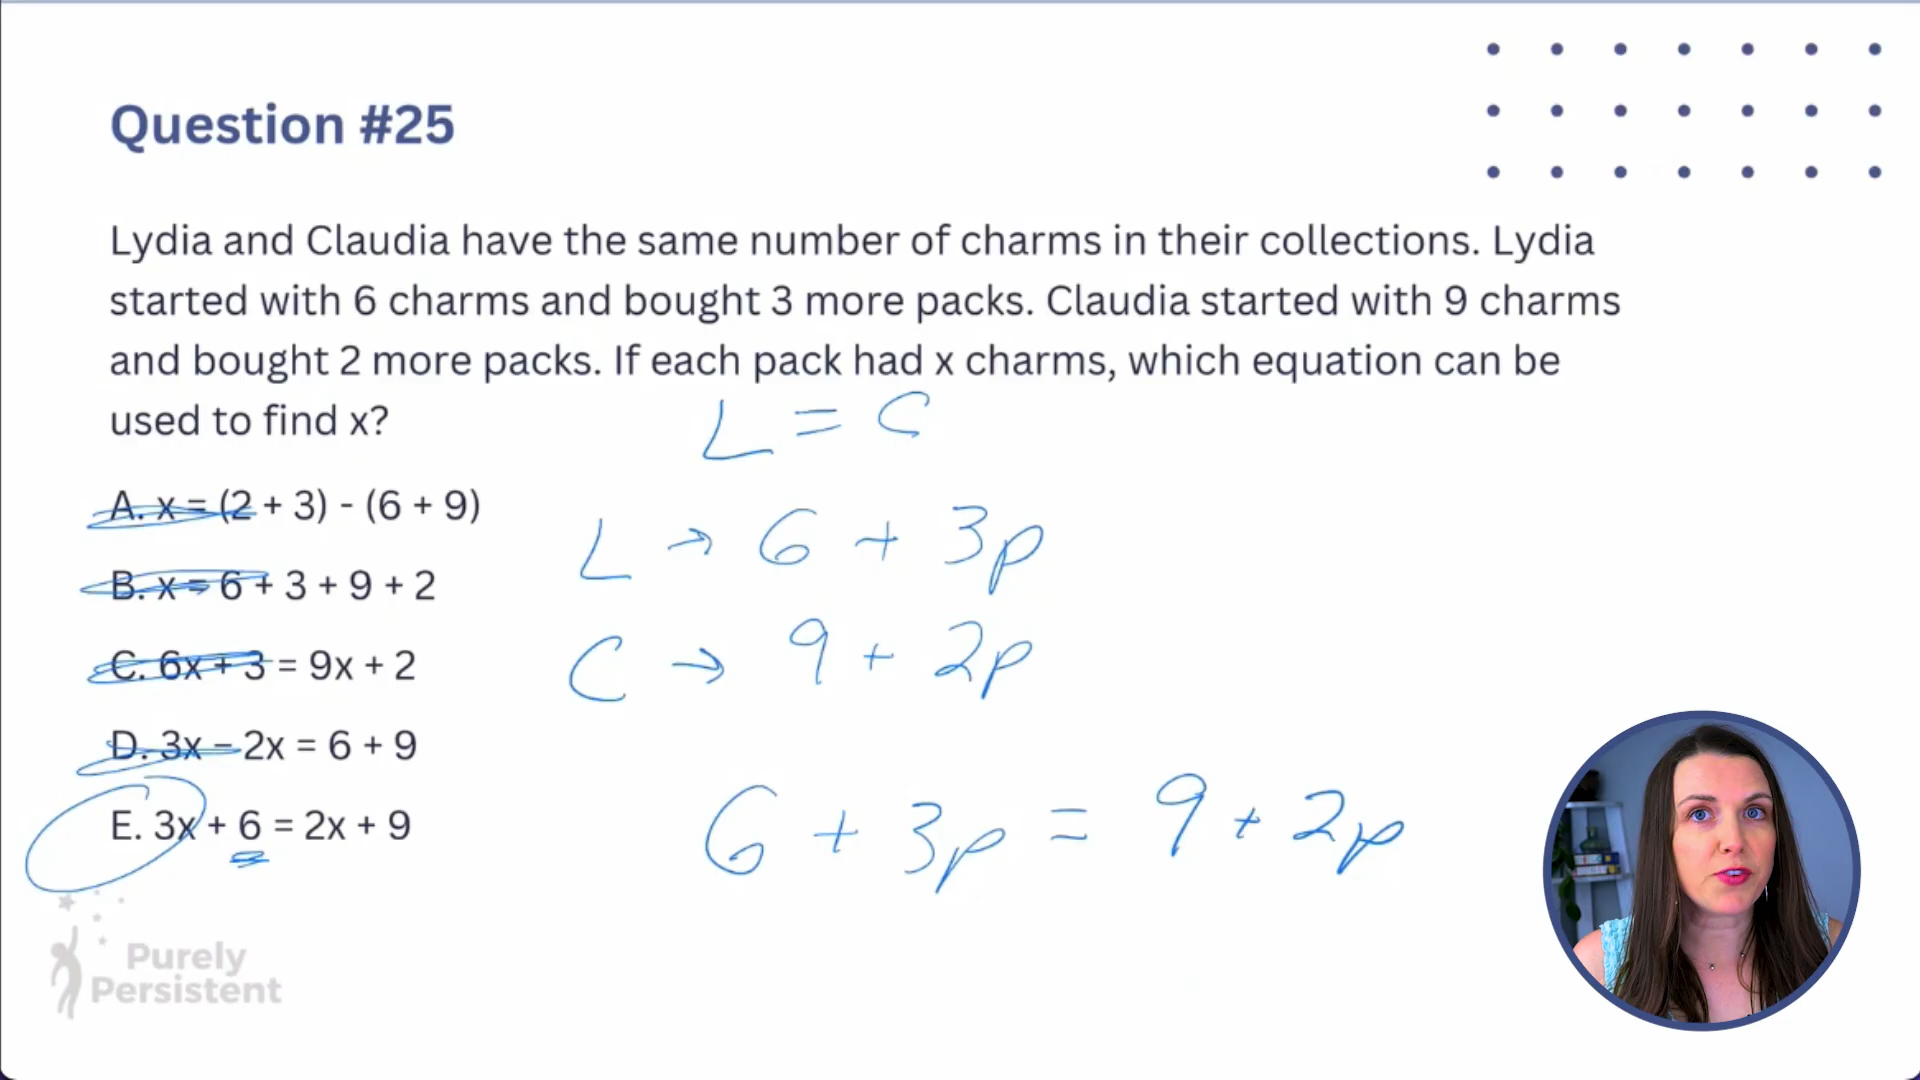 Question #25
Lydia and Claudia have the same number of charms in their collections. Lydia
started with 6 charms and bought 3 more packs. Claudia started with 9 charms
and bought 2 more packs. If each pack had x charms, which equation can be
used to find x?
L = C
A. x = (2 + 3) - (6 + 9)
L → 6 + 3p
B. x = 6 + 3 + 9 + 2
C. 6x + 3 = 9x + 2
C → 9 + 2p
D. 3x - 2x = 6 + 9
E. 3x + 6 = 2x + 9
6 + 3p = 9 + 2p
Purely
Persistent